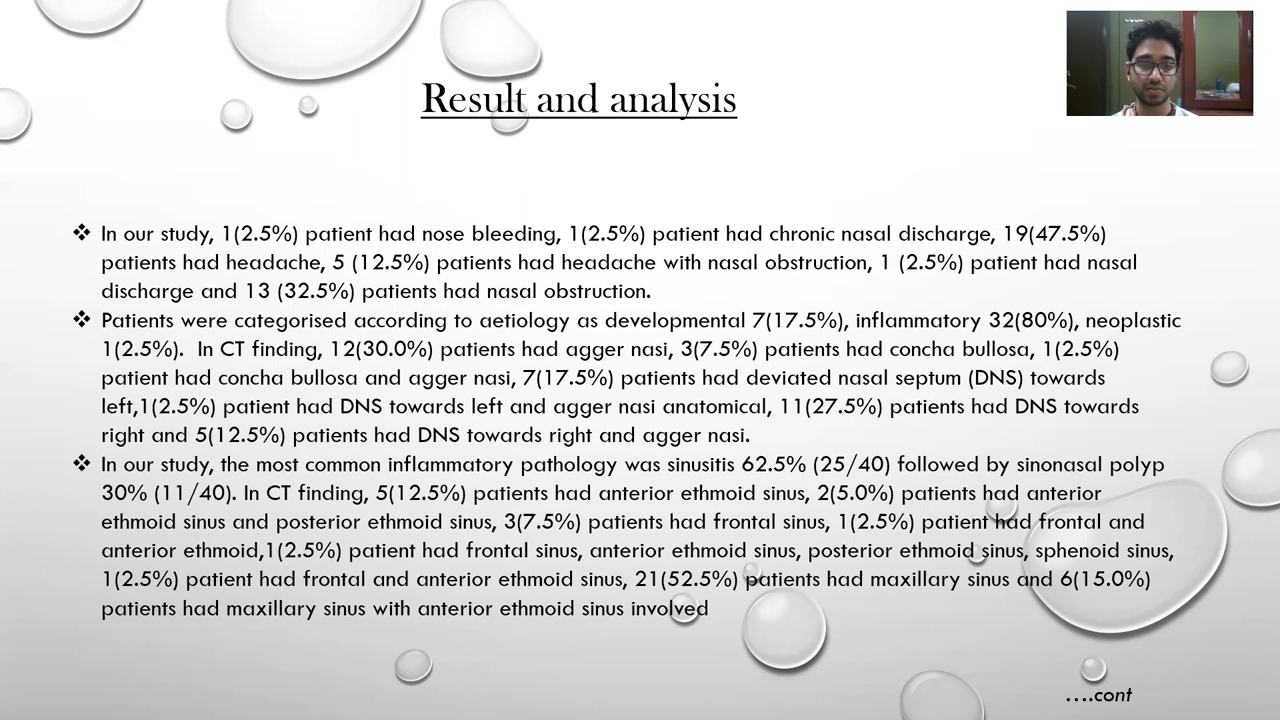 Result and analysis
❖ In our study, 1(2.5%) patient had nose bleeding, 1(2.5%) patient had chronic nasal discharge, 19(47.5%)
patients had headache, 5 (12.5%) patients had headache with nasal obstruction, 1 (2.5%) patient had nasal
discharge and 13 (32.5%) patients had nasal obstruction.
❖ Patients were categorised according to aetiology as developmental 7(17.5%), inflammatory 32(80%), neoplastic
1(2.5%).  In CT finding, 12(30.0%) patients had agger nasi, 3(7.5%) patients had concha bullosa, 1(2.5%)
patient had concha bullosa and agger nasi, 7(17.5%) patients had deviated nasal septum (DNS) towards
left,1(2.5%) patient had DNS towards left and agger nasi anatomical, 11(27.5%) patients had DNS towards
right and 5(12.5%) patients had DNS towards right and agger nasi.
❖ In our study, the most common inflammatory pathology was sinusitis 62.5% (25/40) followed by sinonasal polyp
30% (11/40). In CT finding, 5(12.5%) patients had anterior ethmoid sinus, 2(5.0%) patients had anterior
ethmoid sinus and posterior ethmoid sinus, 3(7.5%) patients had frontal sinus, 1(2.5%) patient had frontal and
anterior ethmoid,1(2.5%) patient had frontal sinus, anterior ethmoid sinus, posterior ethmoid sinus, sphenoid sinus,
1(2.5%) patient had frontal and anterior ethmoid sinus, 21(52.5%) patients had maxillary sinus and 6(15.0%)
patients had maxillary sinus with anterior ethmoid sinus involved
....cont